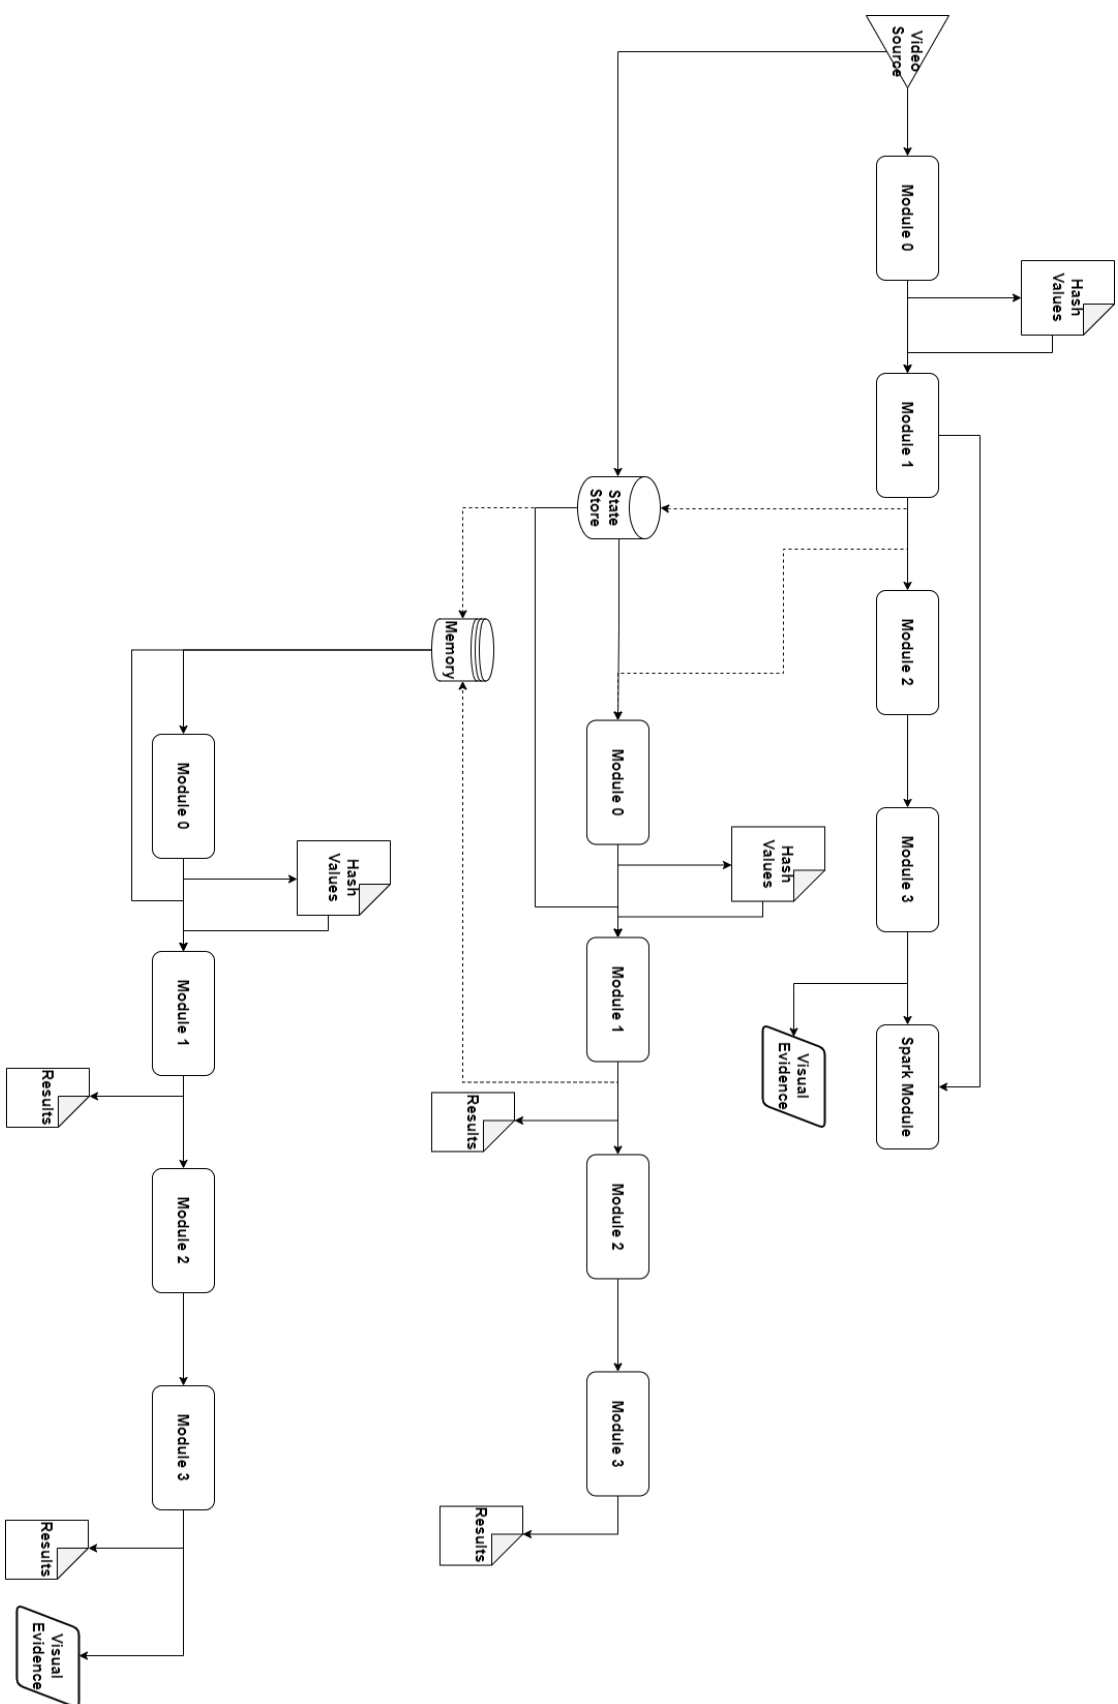 Video
Source
Module 0
Hash
Values
Module 1
Module 2
Module 3
Visual
Evidence
Spark Module
State
Store
Module 0
Hash
Values
Module 1
Results
Module 2
Module 3
Results
Memory
Module 0
Hash
Values
Module 1
Results
Module 2
Module 3
Results
Visual
Evidence